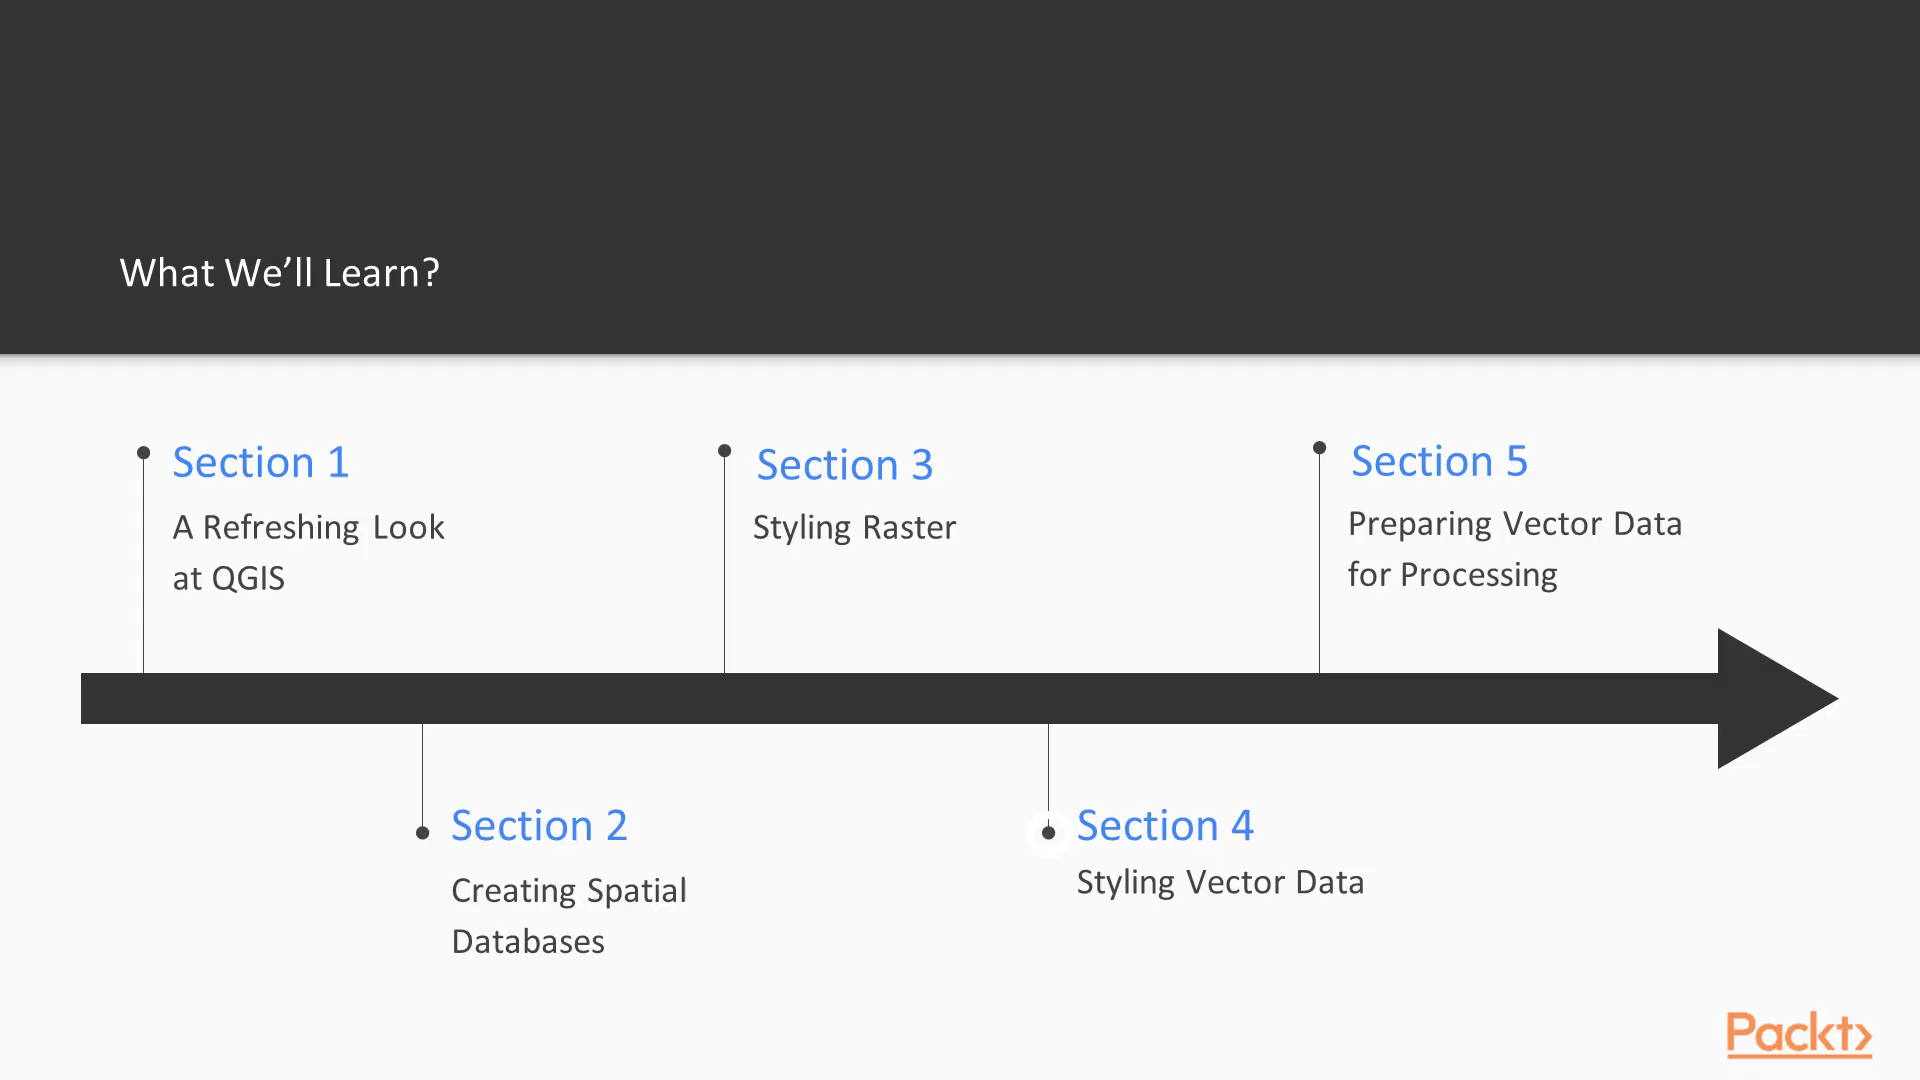 What We’ll Learn?
Section 1
A Refreshing Look
at QGIS
Section 2
Creating Spatial
Databases
Section 3
Styling Raster
Section 4
Styling Vector Data
Section 5
Preparing Vector Data
for Processing
Packt>